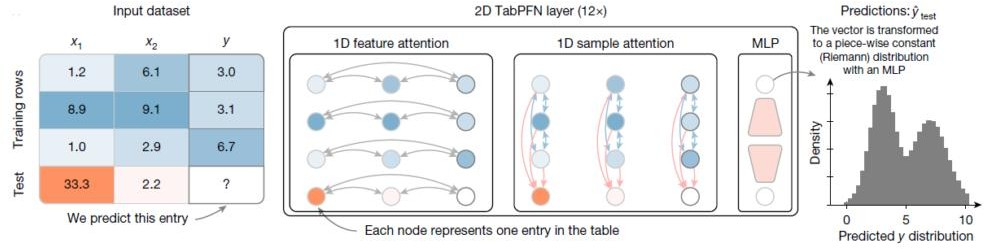 Input dataset
x1 x2 y
Training rows
1.2 6.1 3.0
8.9 9.1 3.1
1.0 2.9 6.7
Test
33.3 2.2 ?
We predict this entry
2D TabPFN layer (12×)
1D feature attention
1D sample attention
MLP
Each node represents one entry in the table
Predictions: ŷtest
The vector is transformed
to a piece-wise constant
(Riemann) distribution
with an MLP
Density
0 5 10
Predicted y distribution